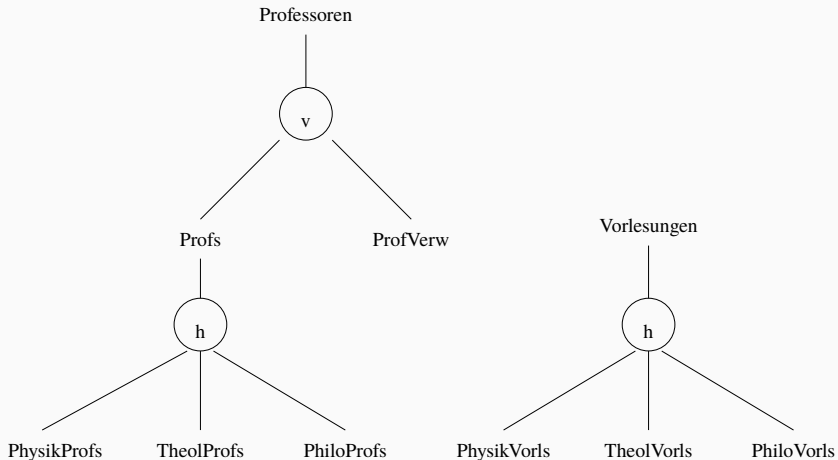 Professoren
v
Profs ProfVerw
Vorlesungen
h h
PhysikProfs TheolProfs PhiloProfs PhysikVorls TheolVorls PhiloVorls